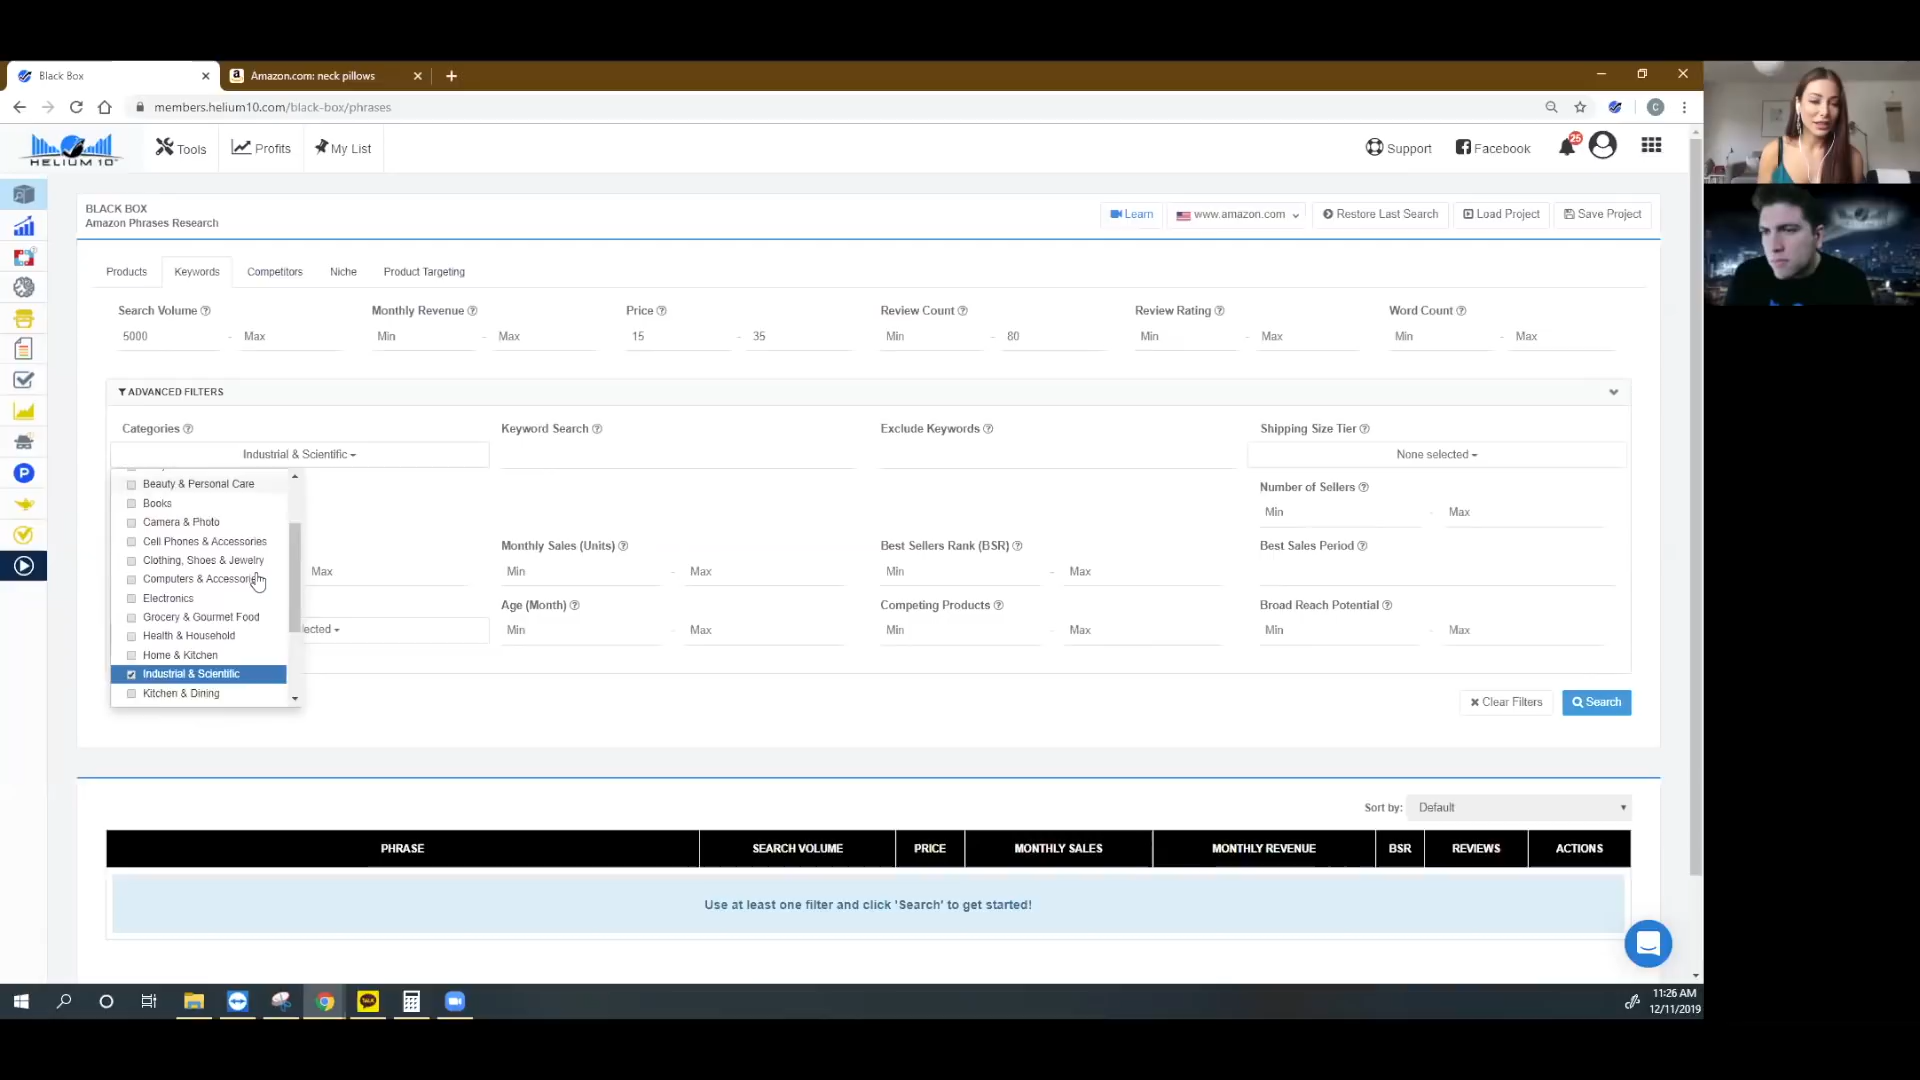 Black Box
Amazon.com: neck pillows
members.helium10.com/black-box/phrases
C
HELIUM 10
Tools
Profits
My List
Support
Facebook
25
BLACK BOX
Amazon Phrases Research
Learn
www.amazon.com
Restore Last Search
Load Project
Save Project
Products
Keywords
Competitors
Niche
Product Targeting
Search Volume
Monthly Revenue
Price
Review Count
Review Rating
Word Count
5000 - Max
Min - Max
15 - 35
Min - 80
Min - Max
Min - Max
ADVANCED FILTERS
Categories
Keyword Search
Exclude Keywords
Shipping Size Tier
Industrial & Scientific
None selected
Beauty & Personal Care
Books
Camera & Photo
Cell Phones & Accessories
Clothing, Shoes & Jewelry
Computers & Accessories
Electronics
Grocery & Gourmet Food
Health & Household
Home & Kitchen
Industrial & Scientific
Kitchen & Dining
Number of Sellers
Min - Max
Monthly Sales (Units)
Best Sellers Rank (BSR)
Best Sales Period
Max
Min - Max
Min - Max
Age (Month)
Competing Products
Broad Reach Potential
ected
Min - Max
Min - Max
Min - Max
Clear Filters
Search
Sort by: Default
PHRASE
SEARCH VOLUME
PRICE
MONTHLY SALES
MONTHLY REVENUE
BSR
REVIEWS
ACTIONS
Use at least one filter and click 'Search' to get started!
P
TALK
11:26 AM
12/11/2019